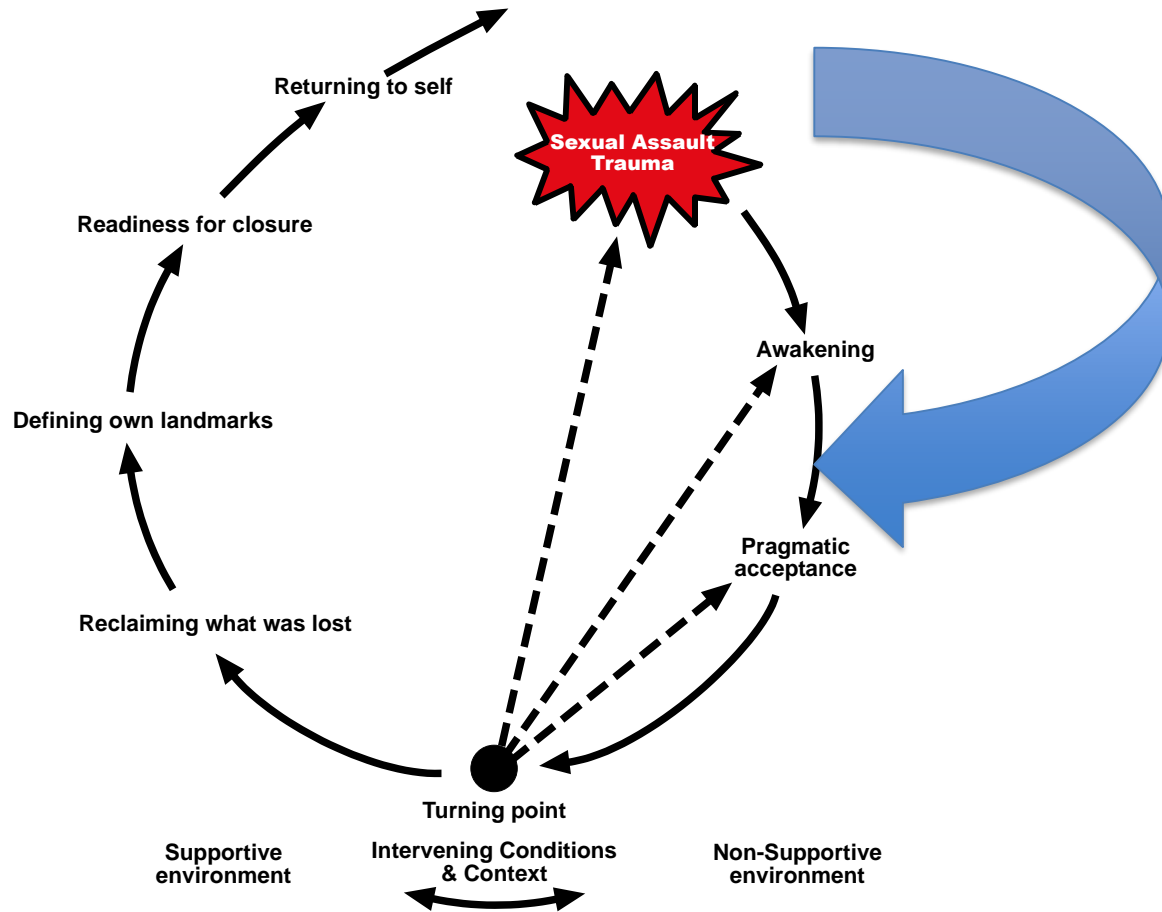 Returning to self
Sexual Assault
Trauma
Readiness for closure
Awakening
Defining own landmarks
Pragmatic
acceptance
Reclaiming what was lost
Turning point
Supportive
environment
Intervening Conditions
& Context
Non-Supportive
environment